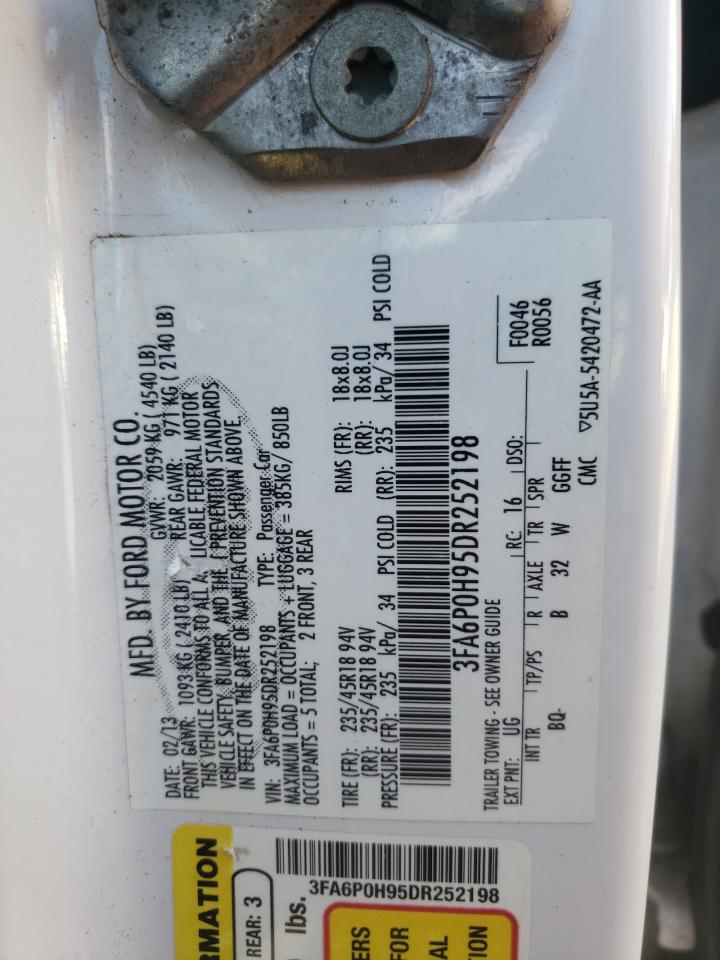 MFD. BY FORD MOTOR CO.
DATE: 02/13 GVWR: 2059 KG ( 4540 LB)
FRONT GAWR: 1093 KG ( 2410 LB) REAR GAWR: 971 KG ( 2140 LB)
THIS VEHICLE CONFORMS TO ALL A LICABLE FEDERAL MOTOR
VEHICLE SAFETY, BUMPER, AND THE PREVENTION STANDARDS
IN EFFECT ON THE DATE OF MANUFACTURE SHOWN ABOVE.
VIN: 3FA6P0H95DR252198 TYPE: Passenger Car
MAXIMUM LOAD = OCCUPANTS + LUGGAGE = 385KG/ 850LB
OCCUPANTS = 5 TOTAL; 2 FRONT, 3 REAR
TIRE (FR): 235/45R18 94V RIMS (FR): 18x8.0J
(RR): 235/45R18 94V (RR): 18x8.0J
PRESSURE (FR): 235 kPa/ 34 PSI COLD (RR): 235 kPa/ 34 PSI COLD
3FA6P0H95DR252198
TRAILER TOWING - SEE OWNER GUIDE F0046
EXT PNT: UG RC: 16 DSO: R0056
INT TR TP/PS R AXLE TR SPR
BQ- B 32 W GGFF
CMC ▽5U5A-5420472-AA
RMATION
REAR: 3
lbs.
3FA6P0H95DR252198
ERS
FOR
AL
TION